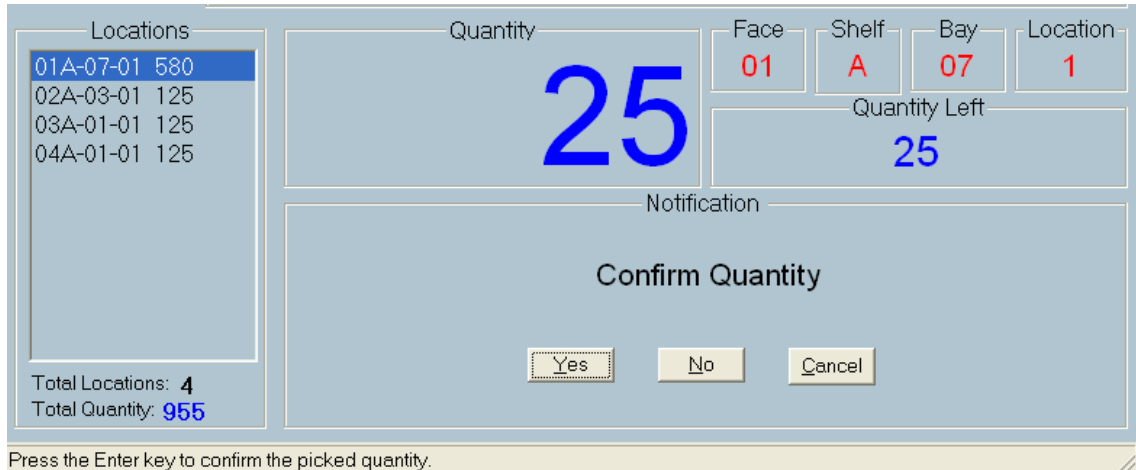 Locations
01A-07-01 580
02A-03-01 125
03A-01-01 125
04A-01-01 125
Total Locations: 4
Total Quantity: 955
Quantity
25
Face
01
Shelf
A
Bay
07
Location
1
Quantity Left
25
Notification
Confirm Quantity
Yes
No
Cancel
Press the Enter key to confirm the picked quantity.